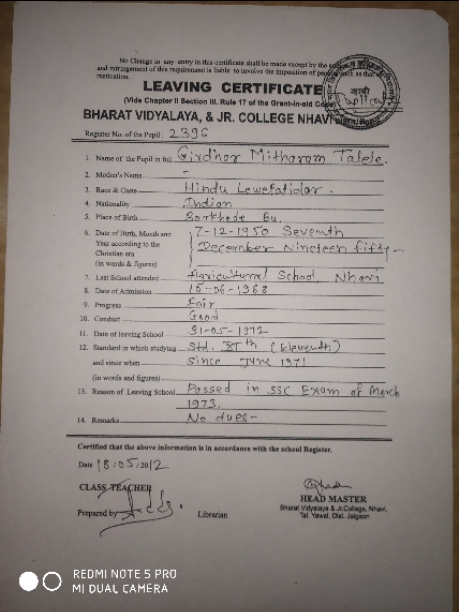 No Change in any entry in this certificate shall be made except by the
and infringement of this requirement is liable to involve the imposition of
LEAVING CERTIFICATE
(Vide Chapter II Section III. Rule 17 of the Grant-in-aid Code)
BHARAT VIDYALAYA, & JR. COLLEGE NHAVI
Register No. of the Pupil: 2396
1. Name of the Pupil in full Girdhar Mitharam Talele.
2. Mother's Name -
3. Race & Caste Hindu Lewapatidar.
4. Nationality Indian
5. Place of Birth Bu.
6. Date of Birth, Month and 7-12-1950 Seventh
Year according to the December Nineteen fifty-
Christian era
(in words & figures)
7. Last School attended Agricultural School, Nhavi
8. Date of Admission 15-06-1968
9. Progress Fair
10. Conduct Good
11. Date of leaving School 31-05-1972
12. Standard in which studying Std. XIth (Eleventh)
and since when Since June 1971
(in words and figures)
13. Reason of Leaving School Passed in SSC Exam of March
1973.
14. Remarks No dues-
Certified that the above information is in accordance with the school Register.
Date 18/05/2012
CLASS TEACHER
HEAD MASTER
Prepared by Librarian Bharat Vidyalaya & Jr.College, Nhavi,
Tal. Yawal, Dist. Jalgaon
REDMI NOTE 5 PRO
MI DUAL CAMERA